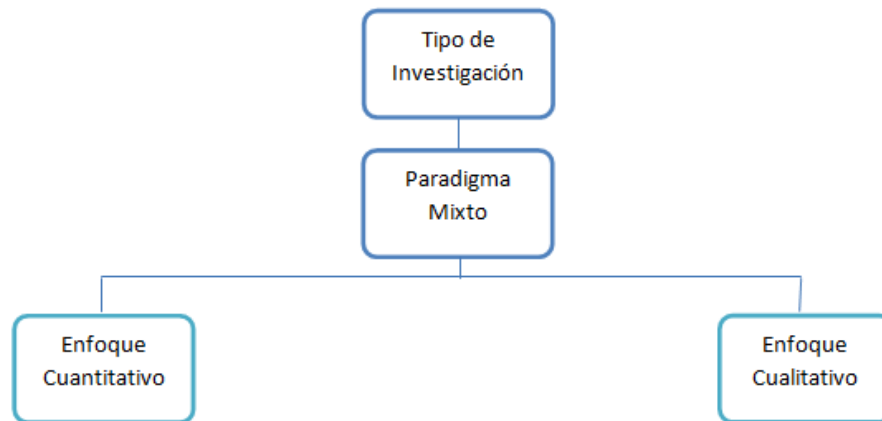 Tipo de
Investigación
Paradigma
Mixto
Enfoque
Cuantitativo
Enfoque
Cualitativo